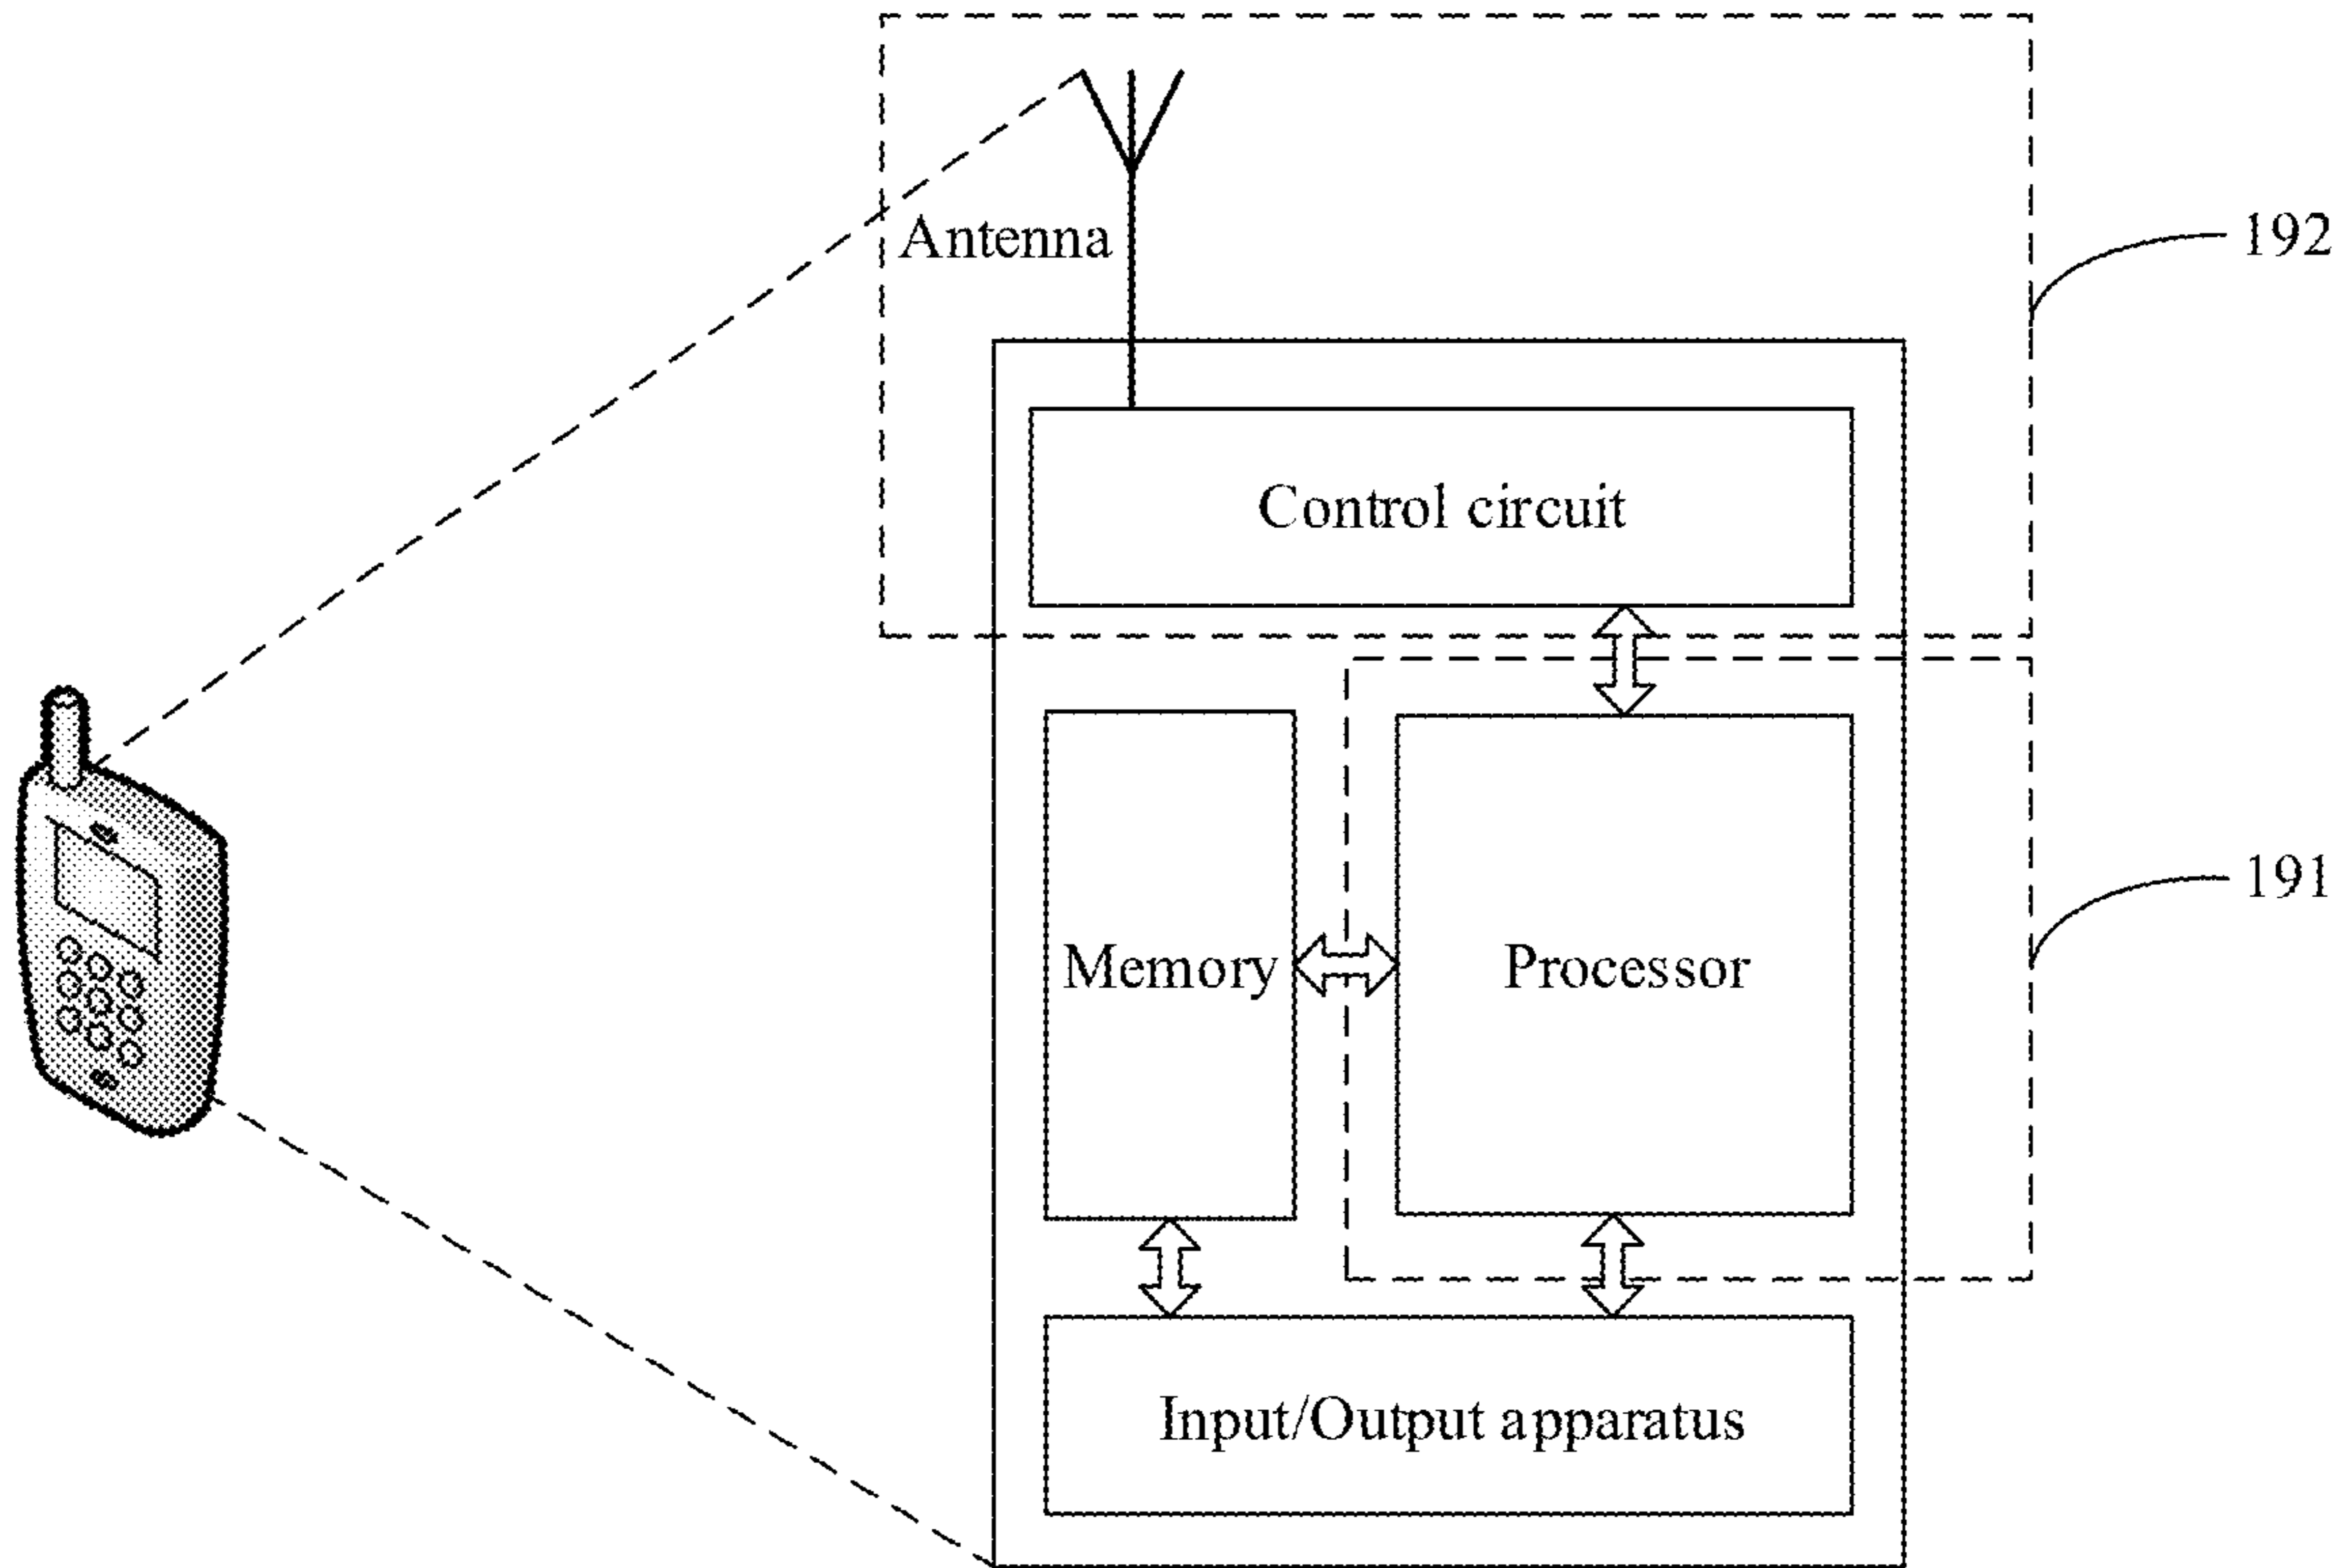 Antenna
192
Control circuit
191
Memory
Processor
Input/Output apparatus